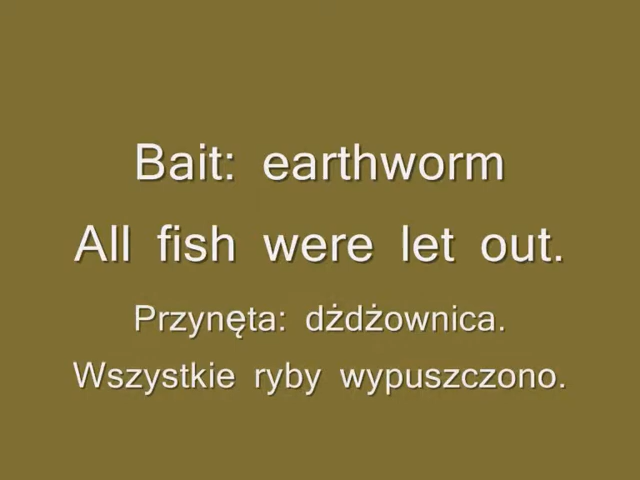 Bait: earthworm
All fish were let out.
Przynęta: dżdżownica.
Wszystkie ryby wypuszczono.